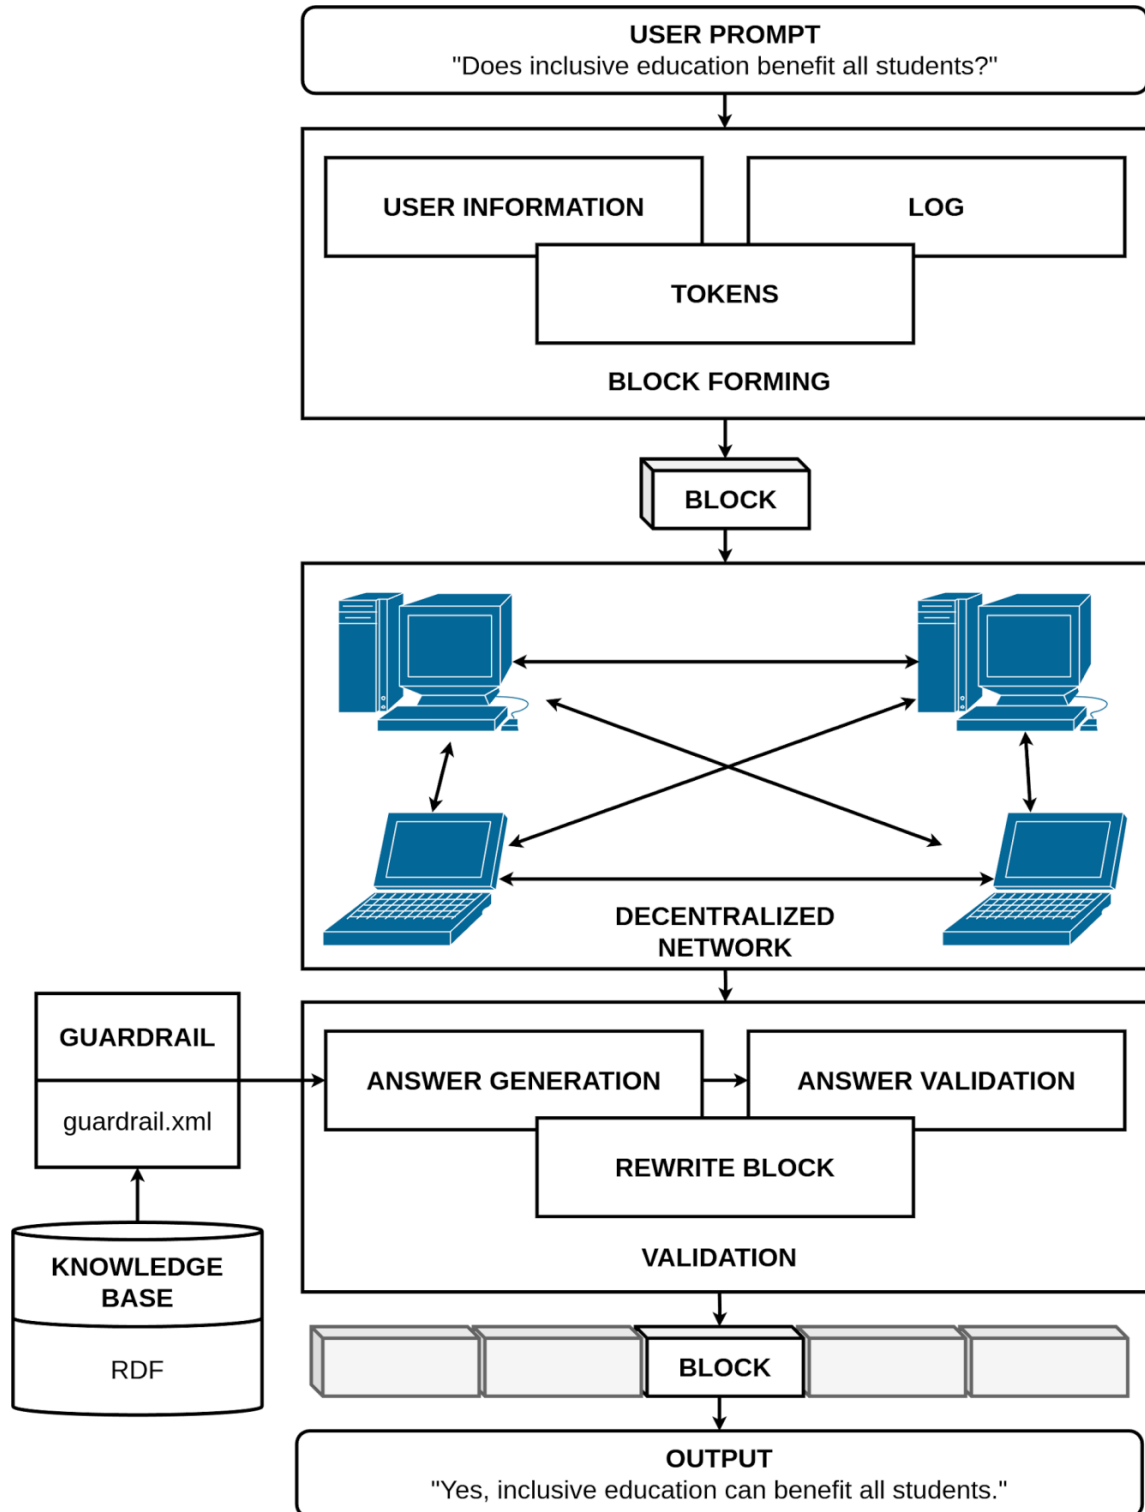 USER PROMPT
"Does inclusive education benefit all students?"
USER INFORMATION
LOG
TOKENS
BLOCK FORMING
BLOCK
DECENTRALIZED
NETWORK
GUARDRAIL
guardrail.xml
KNOWLEDGE
BASE
RDF
ANSWER GENERATION
ANSWER VALIDATION
REWRITE BLOCK
VALIDATION
BLOCK
OUTPUT
"Yes, inclusive education can benefit all students."